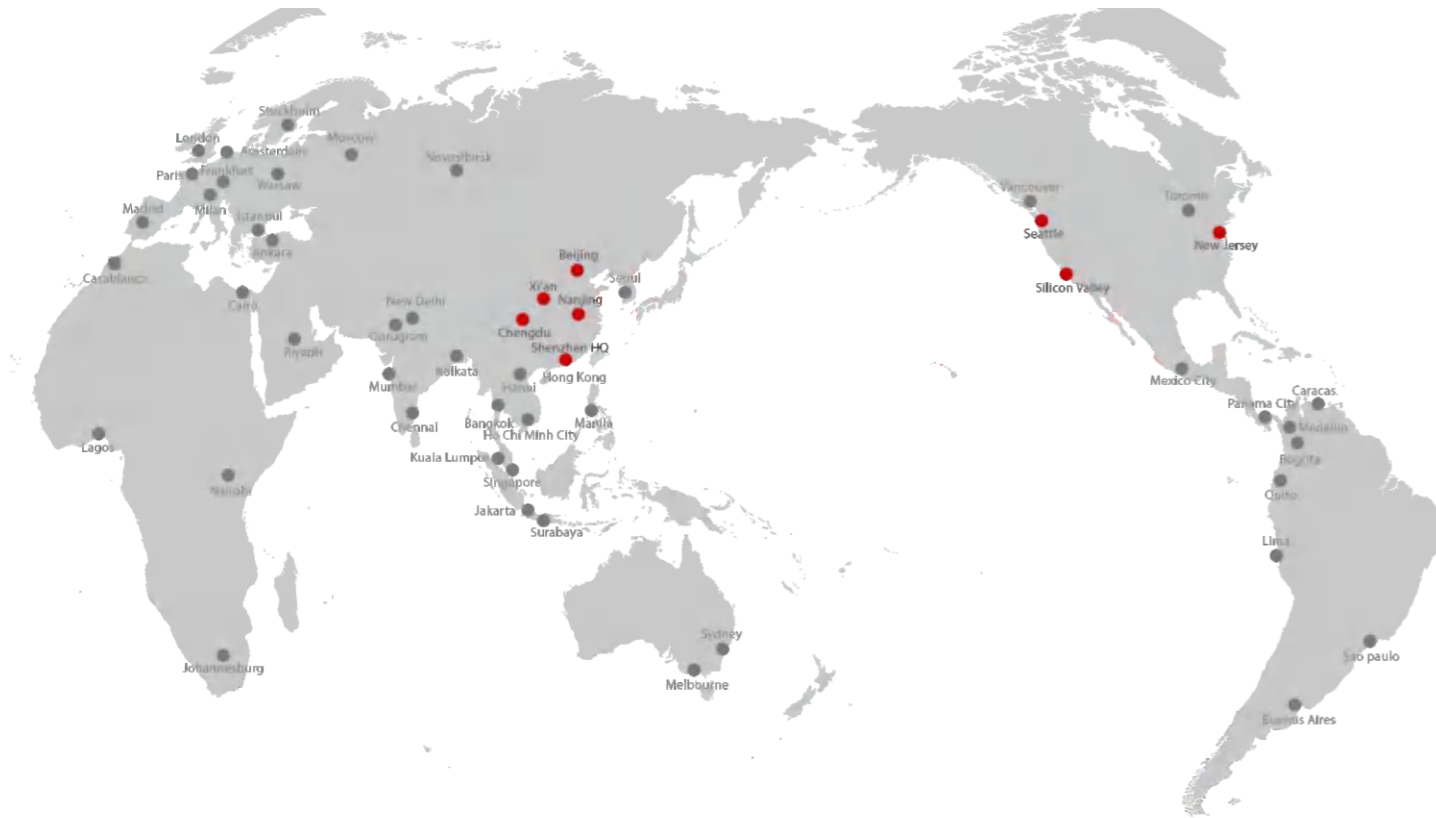 Stockholm
London
Amsterdam
Moscow
Novosibirsk
Paris
Frankfurt
Warsaw
Madrid
Milan
Istanbul
Ankara
Casablanca
Cairo
Riyadh
Lagos
Nairobi
Johannesburg
Beijing
Xi'an
Nanjing
Seoul
New Delhi
Chengdu
Shenzhen HQ
Hong Kong
Kolkata
Hanoi
Mumbai
Chennai
Bangkok
Manila
Ho Chi Minh City
Kuala Lumpur
Singapore
Jakarta
Surabaya
Sydney
Melbourne
Vancouver
Toronto
Seattle
New Jersey
Silicon Valley
Mexico City
Caracas
Panama City
Medellin
Bogota
Quito
Lima
Sao paulo
Buenos Aires